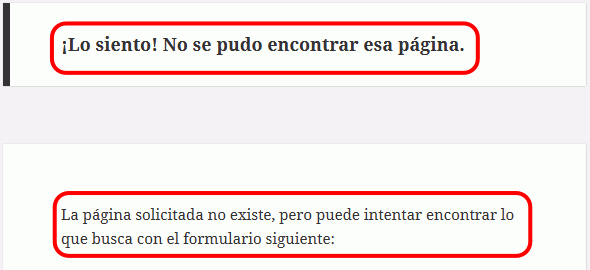 ¡Lo siento! No se pudo encontrar esa página.
La página solicitada no existe, pero puede intentar encontrar lo
que busca con el formulario siguiente: